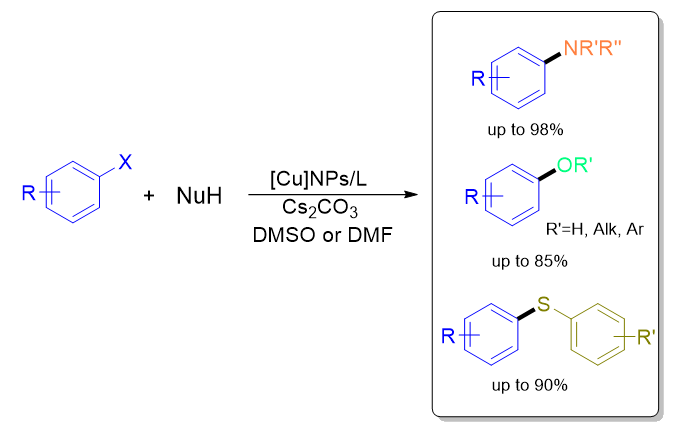 R
X
+
NuH
[Cu]NPs/L
Cs₂CO₃
DMSO or DMF
R
NR'R"
up to 98%
R
OR'
R'=H, Alk, Ar
up to 85%
R
S
R'
up to 90%